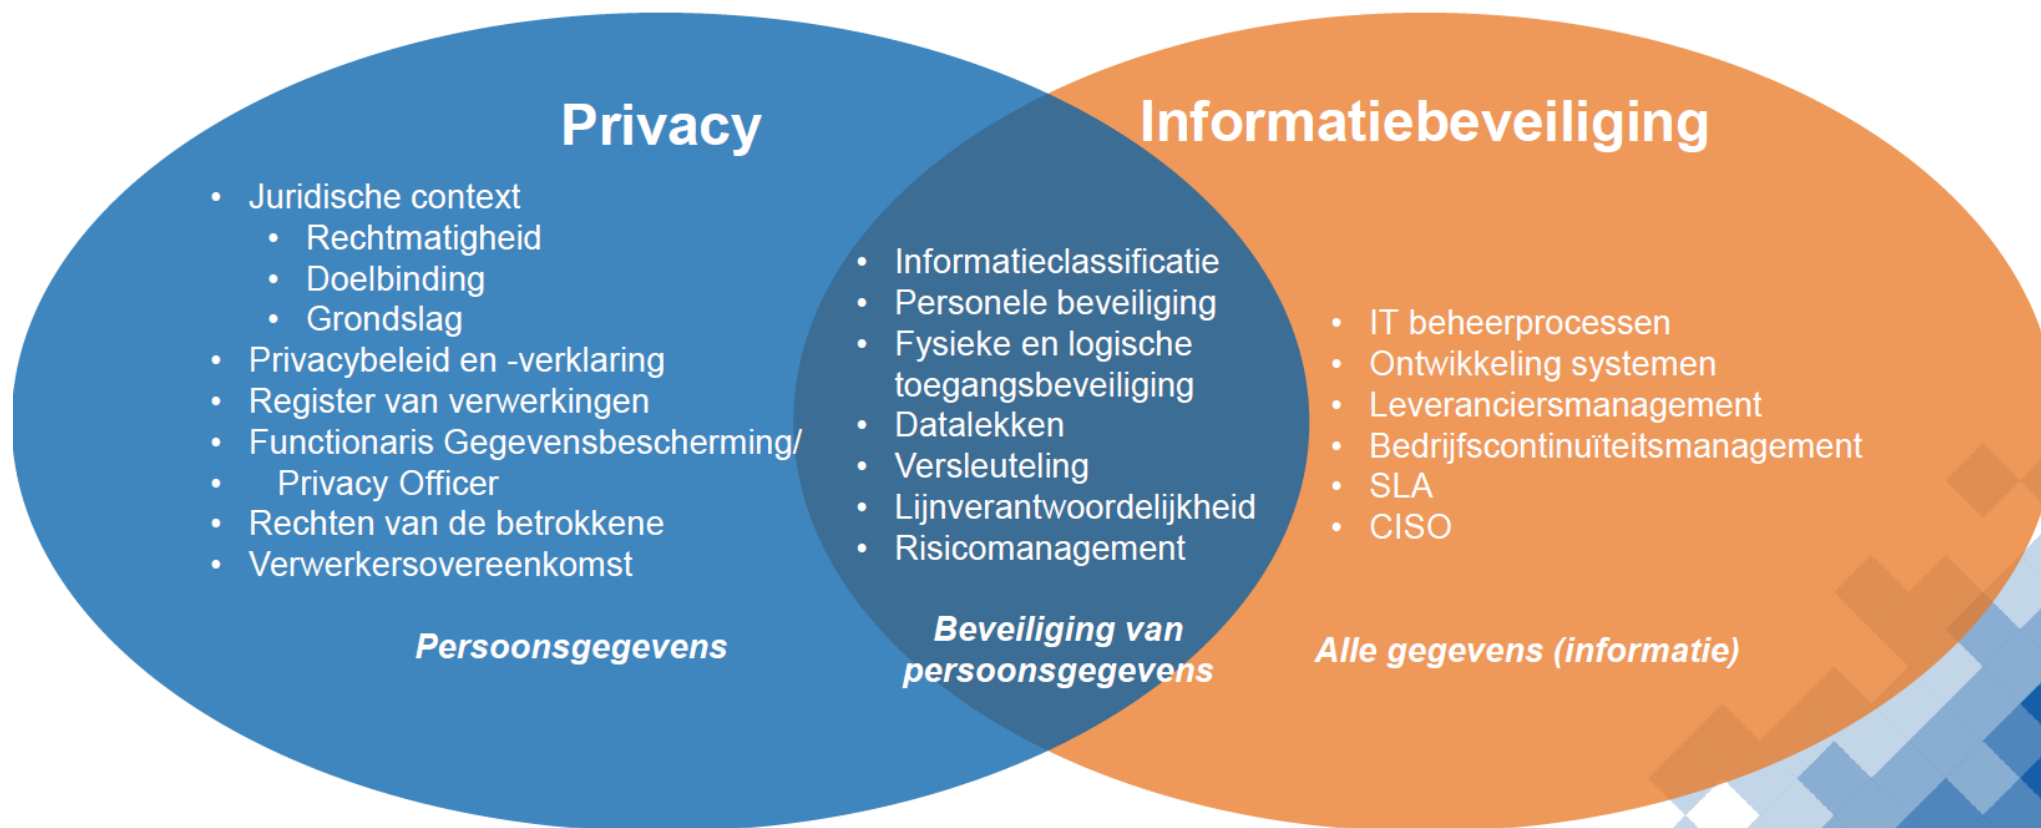 Privacy
• Juridische context
• Rechtmatigheid
• Doelbinding
• Grondslag
• Privacybeleid en -verklaring
• Register van verwerkingen
• Functionaris Gegevensbescherming/
• Privacy Officer
• Rechten van de betrokkene
• Verwerkersovereenkomst
Persoonsgegevens
• Informatieclassificatie
• Personele beveiliging
• Fysieke en logische
toegangsbeveiliging
• Datalekken
• Versleuteling
• Lijnverantwoordelijkheid
• Risicomanagement
Beveiliging van
persoonsgegevens
Informatiebeveiliging
• IT beheerprocessen
• Ontwikkeling systemen
• Leveranciersmanagement
• Bedrijfscontinuïteitsmanagement
• SLA
• CISO
Alle gegevens (informatie)